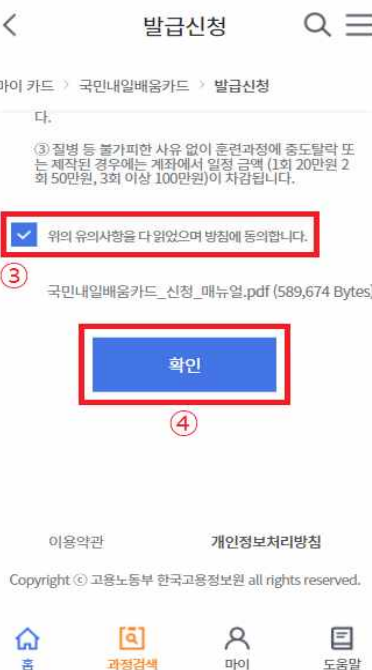 발급신청
마이 카드 > 국민내일배움카드 > 발급신청
다.
③ 질병 등 불가피한 사유 없이 훈련과정에 중도탈락 또
는 제작된 경우에는 계좌에서 일정 금액 (1회 20만원 2
회 50만원, 3회 이상 100만원)이 차감됩니다.
위의 유의사항을 다 읽었으며 방침에 동의합니다.
③
국민내일배움카드_신청_매뉴얼.pdf (589,674 Bytes)
확인
④
이용약관 개인정보처리방침
Copyright ⓒ 고용노동부 한국고용정보원 all rights reserved.
홈 과정검색 마이 도움말